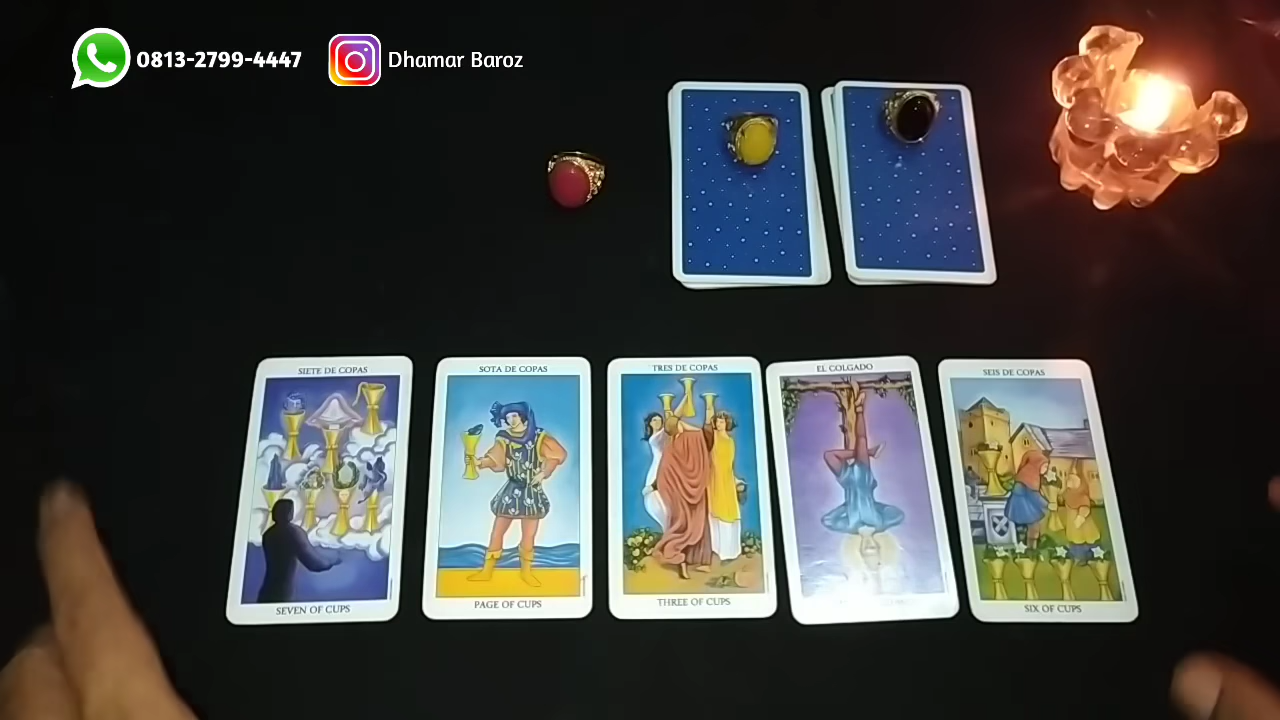 0813-2799-4447
Dhamar Baroz
SIETE DE COPAS
SEVEN OF CUPS
SOTA DE COPAS
PAGE OF CUPS
TRES DE COPAS
THREE OF CUPS
EL COLGADO
SEIS DE COPAS
SIX OF CUPS